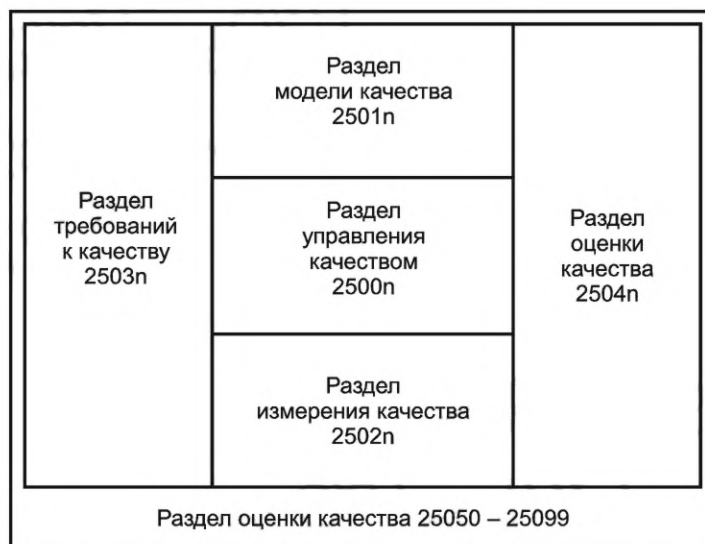 Раздел
модели качества
2501n
Раздел
требований
к качеству
2503n
Раздел
управления
качеством
2500n
Раздел
оценки
качества
2504n
Раздел
измерения качества
2502n
Раздел оценки качества 25050 – 25099